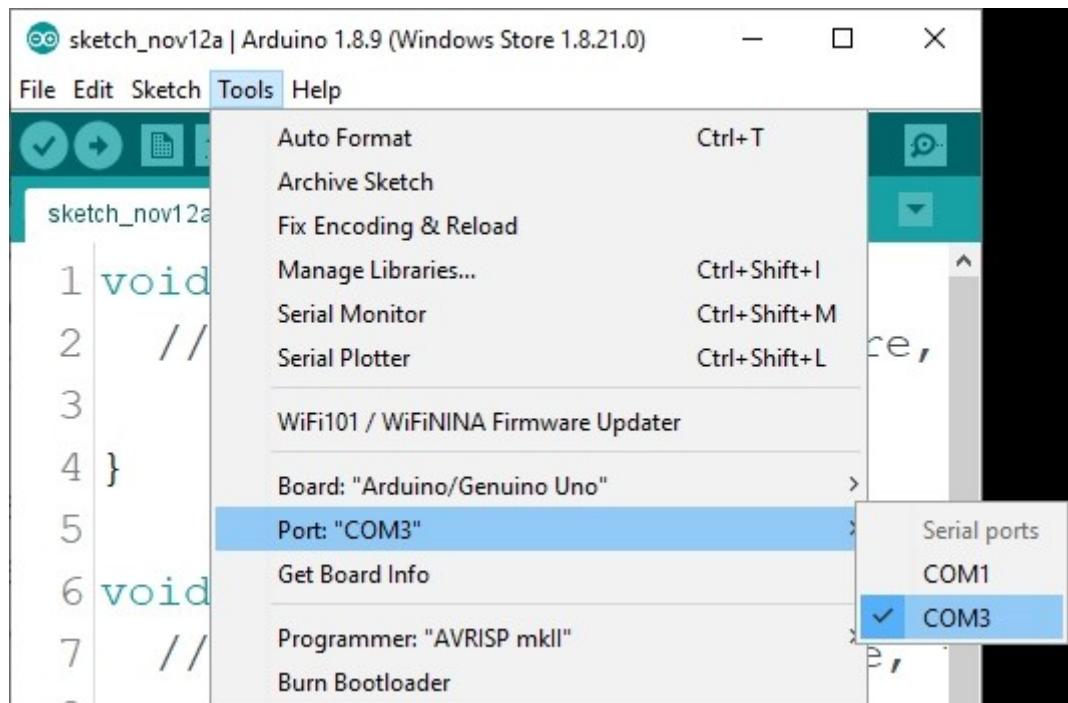 sketch_nov12a | Arduino 1.8.9 (Windows Store 1.8.21.0)
File Edit Sketch Tools Help
sketch_nov12a
Auto Format Ctrl+T
Archive Sketch
Fix Encoding & Reload
Manage Libraries... Ctrl+Shift+I
Serial Monitor Ctrl+Shift+M
Serial Plotter Ctrl+Shift+L
WiFi101 / WiFiNINA Firmware Updater
Board: "Arduino/Genuino Uno"
Port: "COM3"
Get Board Info
Programmer: "AVRISP mkII"
Burn Bootloader
Serial ports
COM1
COM3
1 void
2 // re,
3
4 }
5
6 void
7 // e,